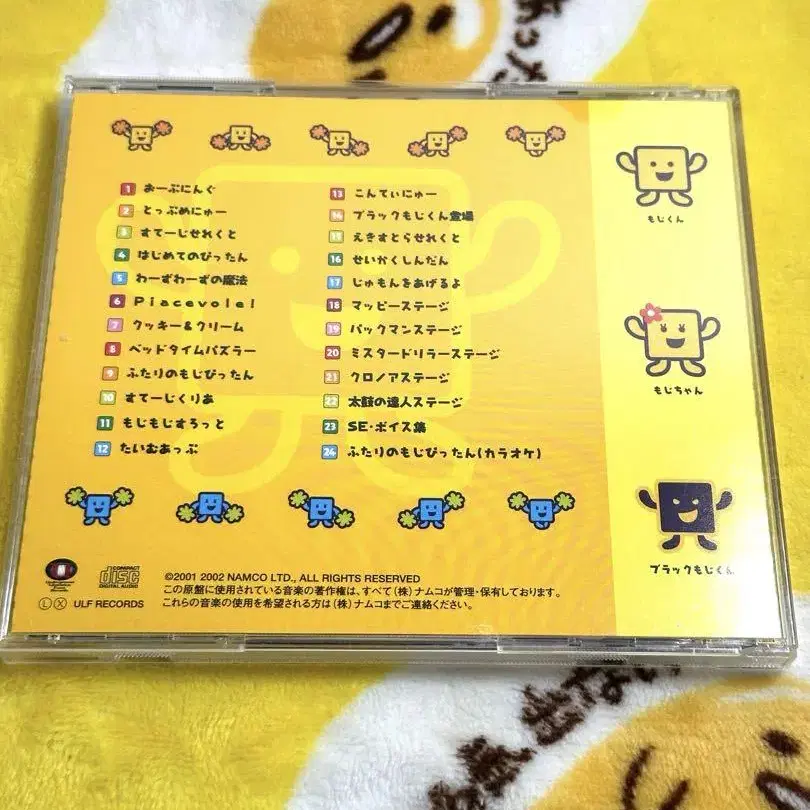 1 おーぷにんぐ
2 とっぷめにゅー
3 すてーじせれくと
4 はじめてのぴったん
5 わーずわーずの魔法
6 Piacevole!
7 クッキー&クリーム
8 ベッドタイムパズラー
9 ふたりのもじぴったん
10 すてーじくりあ
11 もじもじすろっと
12 たいむあっぷ
13 こんてぃにゅー
14 ブラックもじくん登場
15 えきすとらせれくと
16 せいかくしんだん
17 じゅもんをあげるよ
18 マッピーステージ
19 パックマンステージ
20 ミスタードリラーステージ
21 クロノアステージ
22 太鼓の達人ステージ
23 SE・ボイス集
24 ふたりのもじぴったん(カラオケ)
もじくん
もじちゃん
ブラックもじくん
COMPACT
disc
DIGITAL AUDIO
©2001 2002 NAMCO LTD., ALL RIGHTS RESERVED
この原盤に使用されている音楽の著作権は、すべて(株)ナムコが管理・保有しております。
これらの音楽の使用を希望される方は(株)ナムコまでご連絡ください。
Ⓛ Ⓧ ULF RECORDS